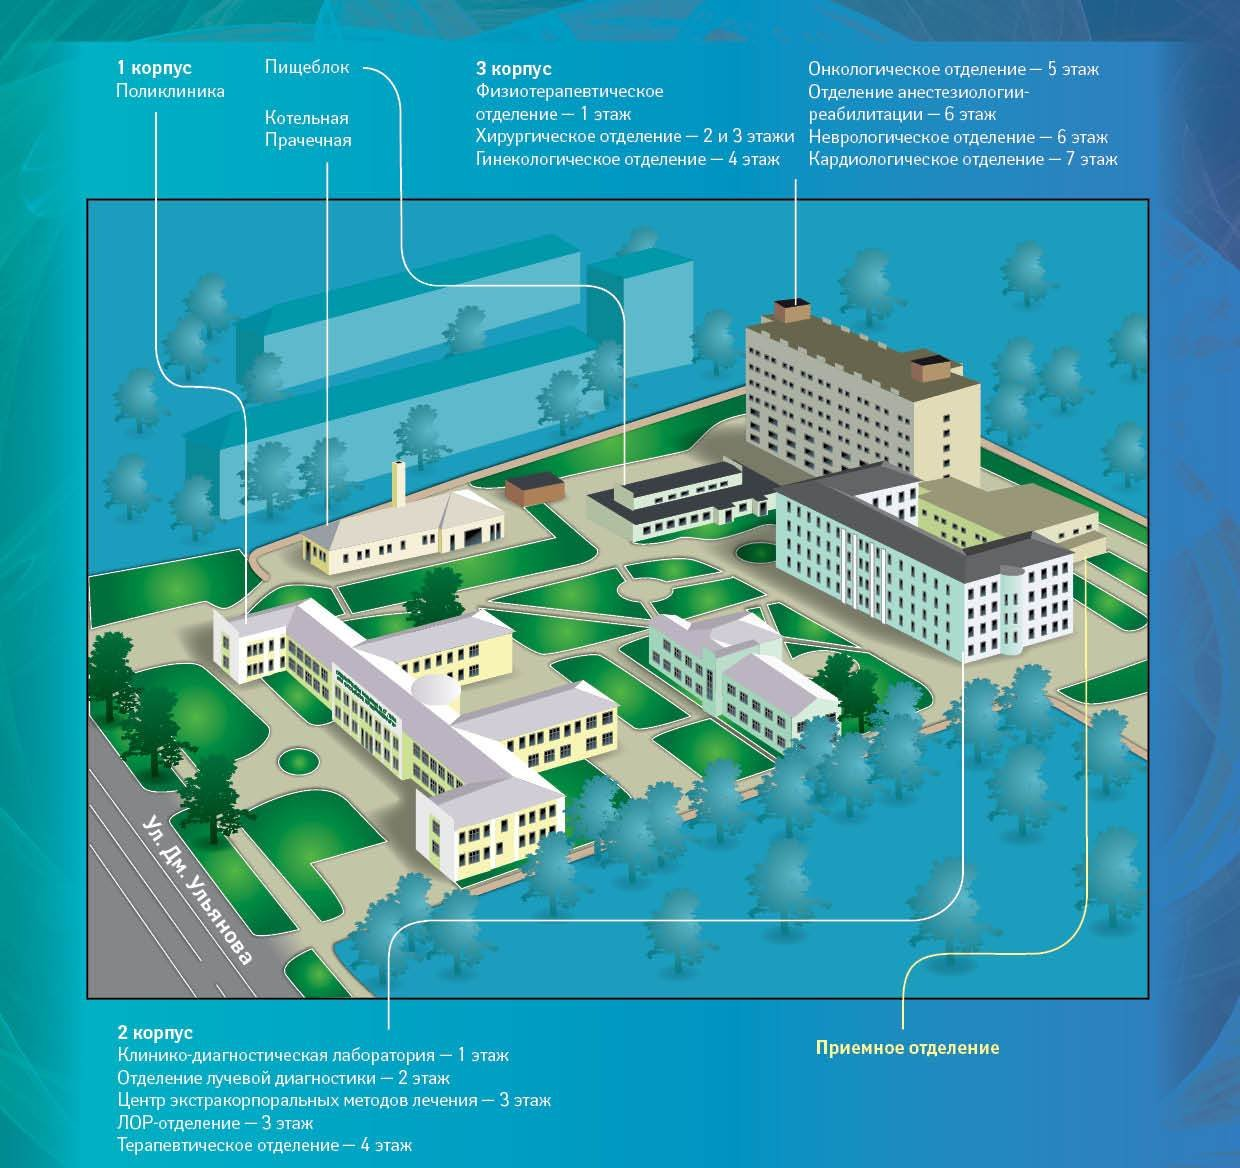 1 корпус
Поликлиника
Пищеблок
Котельная
Прачечная
3 корпус
Физиотерапевтическое
отделение — 1 этаж
Хирургическое отделение — 2 и 3 этажи
Гинекологическое отделение — 4 этаж
Онкологическое отделение — 5 этаж
Отделение анестезиологии-
реабилитации — 6 этаж
Неврологическое отделение — 6 этаж
Кардиологическое отделение — 7 этаж
Ул. Дм. Ульянова
2 корпус
Клинико-диагностическая лаборатория — 1 этаж
Отделение лучевой диагностики — 2 этаж
Центр экстракорпоральных методов лечения — 3 этаж
ЛОР-отделение — 3 этаж
Терапевтическое отделение — 4 этаж
Приемное отделение